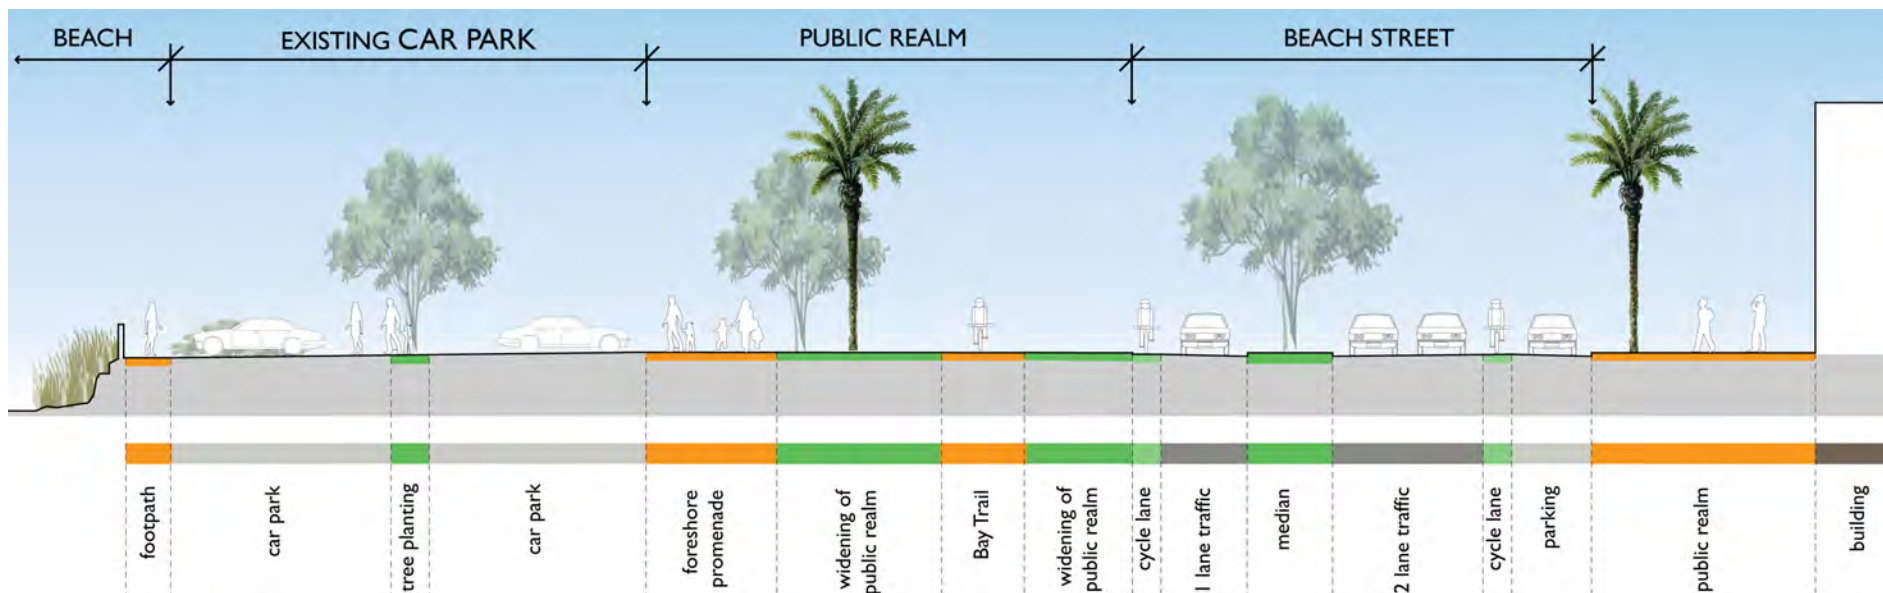 BEACH
EXISTING CAR PARK
PUBLIC REALM
BEACH STREET
footpath
car park
tree planting
car park
foreshore
promenade
widening of
public realm
Bay Trail
widening of
public realm
cycle lane
1 lane traffic
median
2 lane traffic
cycle lane
parking
public realm
building